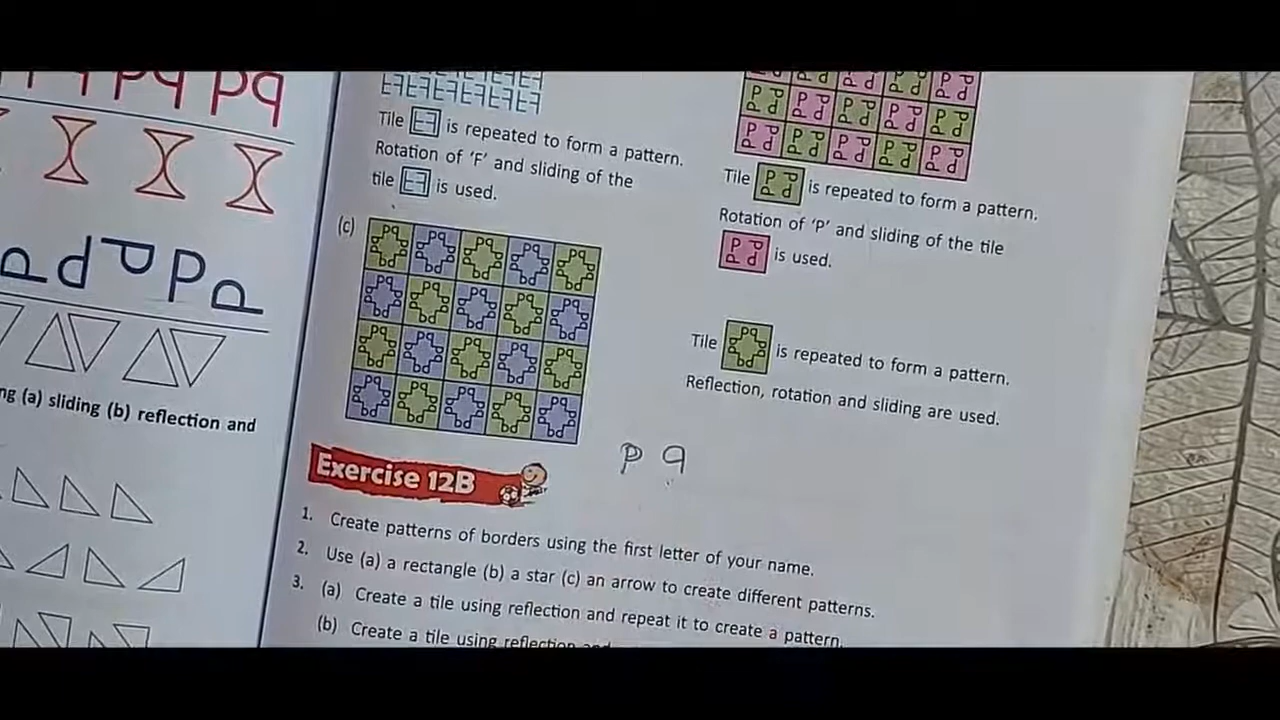 pq pq
Tile is repeated to form a pattern.
Rotation of 'F' and sliding of the
tile is used.
Tile is repeated to form a pattern.
Rotation of 'P' and sliding of the tile
is used.
(c)
Tile is repeated to form a pattern.
Reflection, rotation and sliding are used.
ng (a) sliding (b) reflection and
p q
Exercise 12B
1. Create patterns of borders using the first letter of your name.
2. Use (a) a rectangle (b) a star (c) an arrow to create different patterns.
3. (a) Create a tile using reflection and repeat it to create a pattern.
(b) Create a tile using reflection and